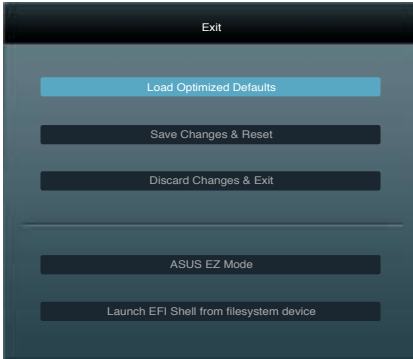 Exit
Load Optimized Defaults
Save Changes & Reset
Discard Changes & Exit
ASUS EZ Mode
Launch EFI Shell from filesystem device